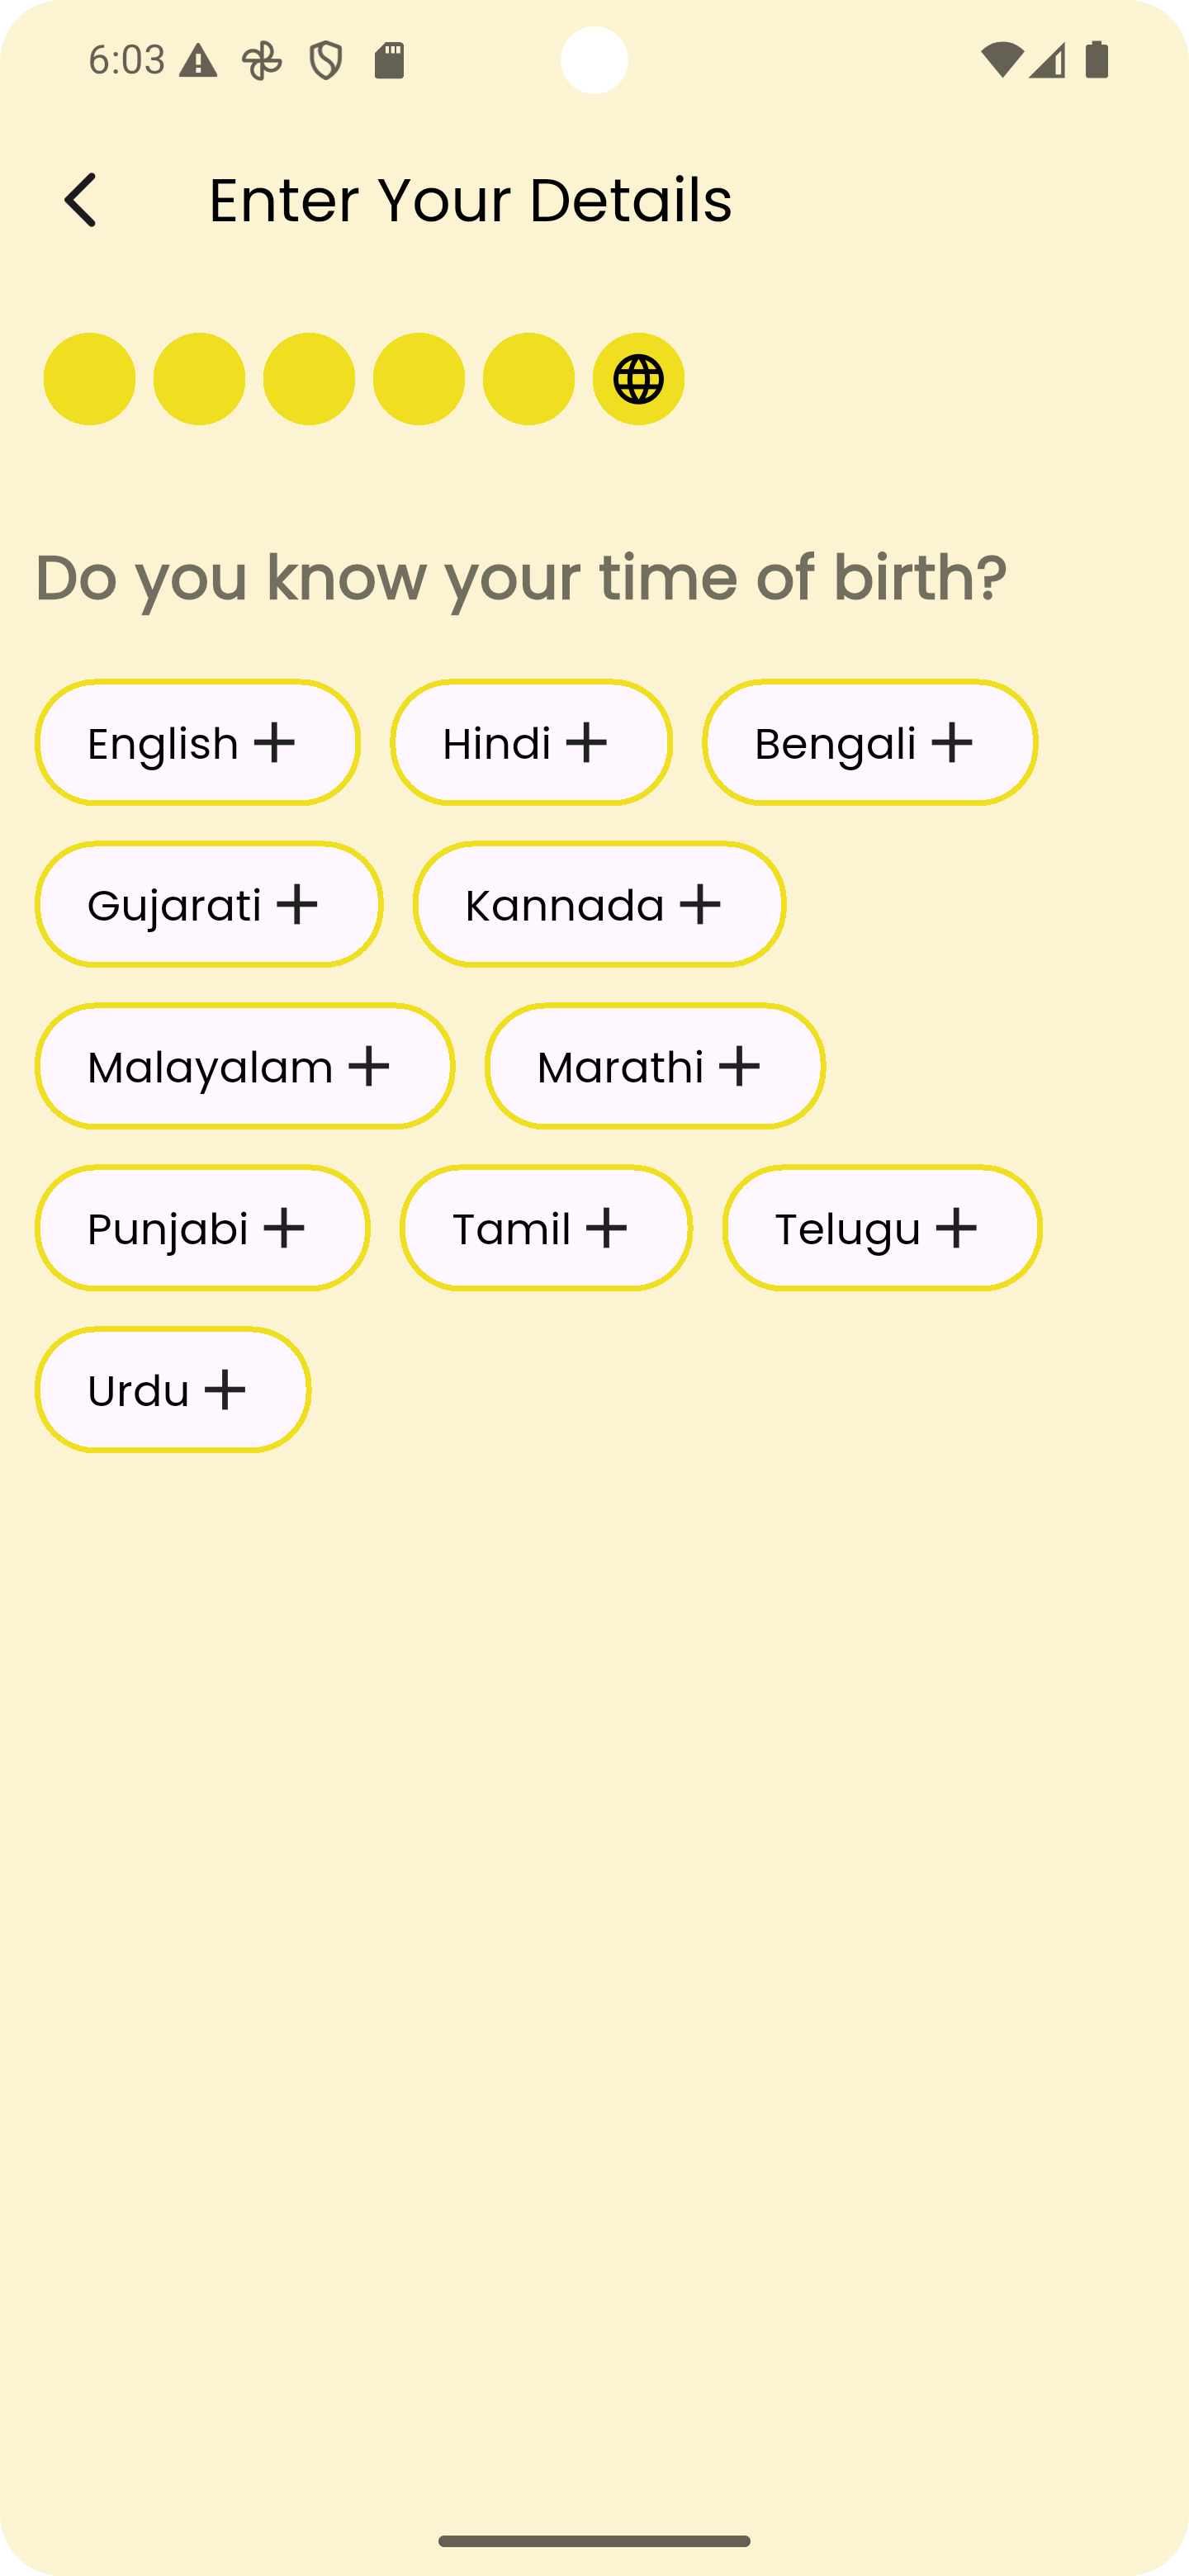 6:03
Enter Your Details
Do you know your time of birth?
English + Hindi + Bengali +
Gujarati + Kannada +
Malayalam + Marathi +
Punjabi + Tamil + Telugu +
Urdu +